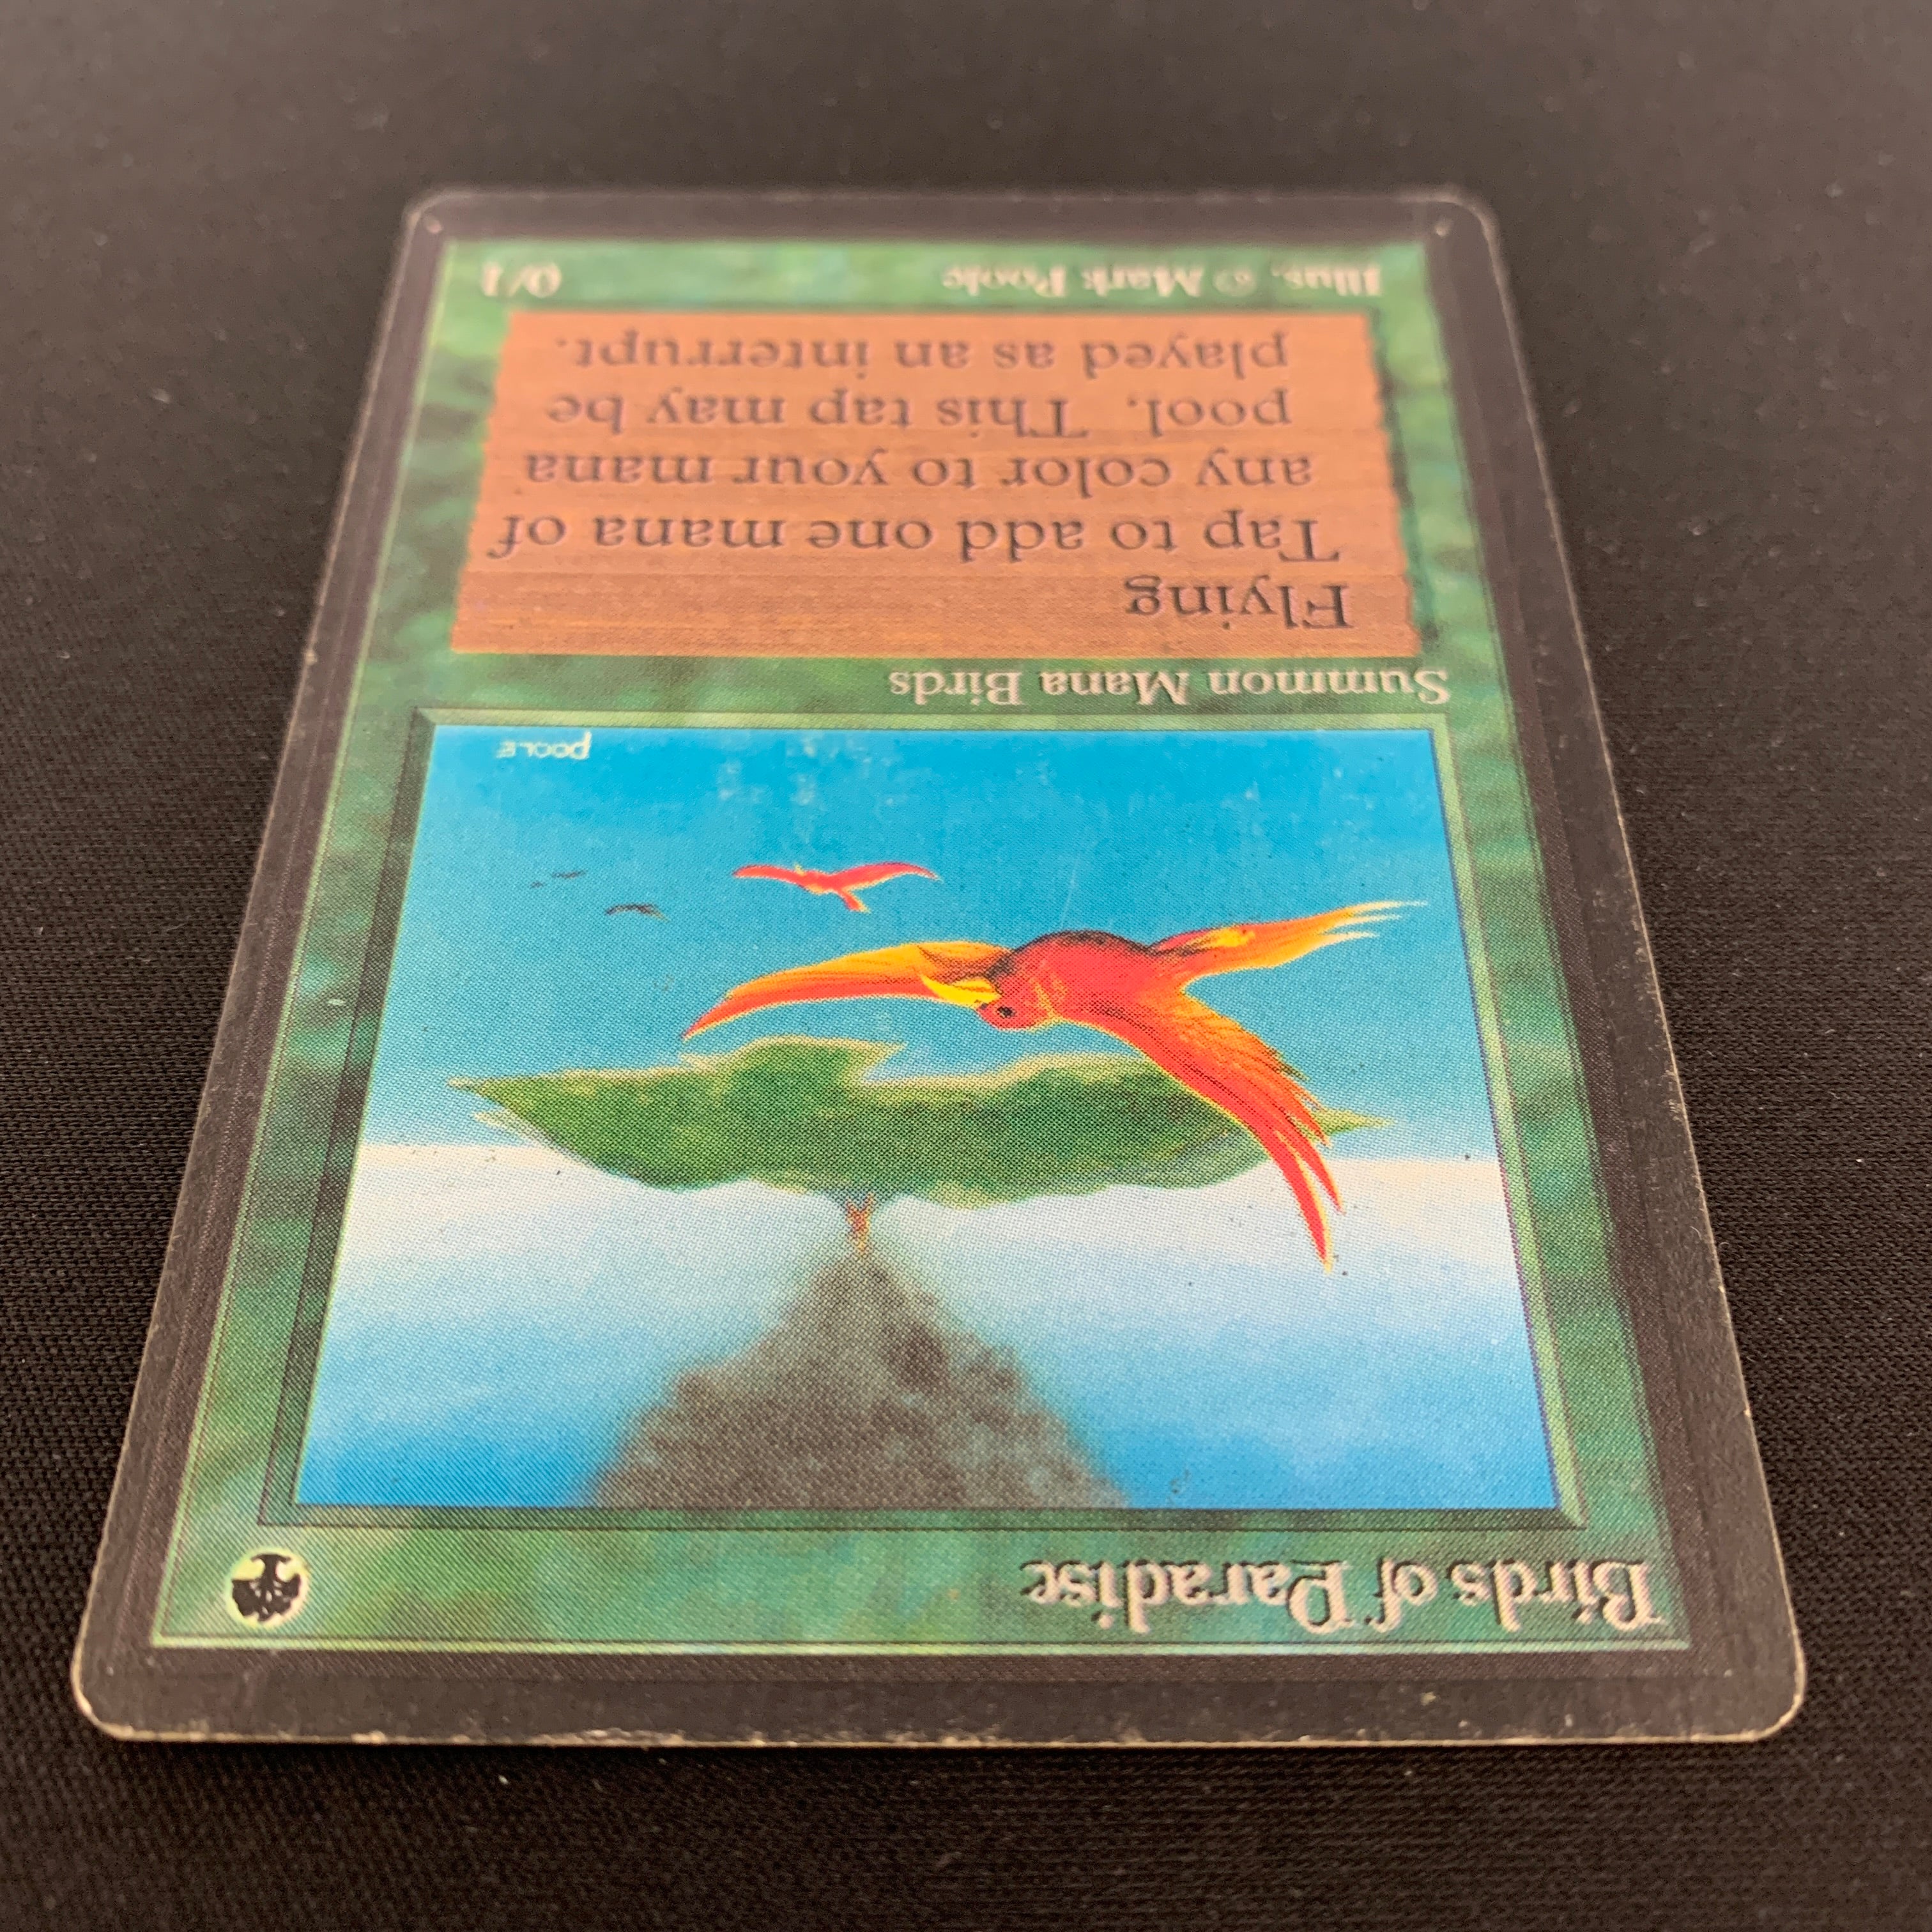 Birds of Paradise
POOLE
Summon Mana Birds
Flying
Tap to add one mana of
any color to your mana
pool. This tap may be
played as an interrupt.
Illus. © Mark Poole
0/1